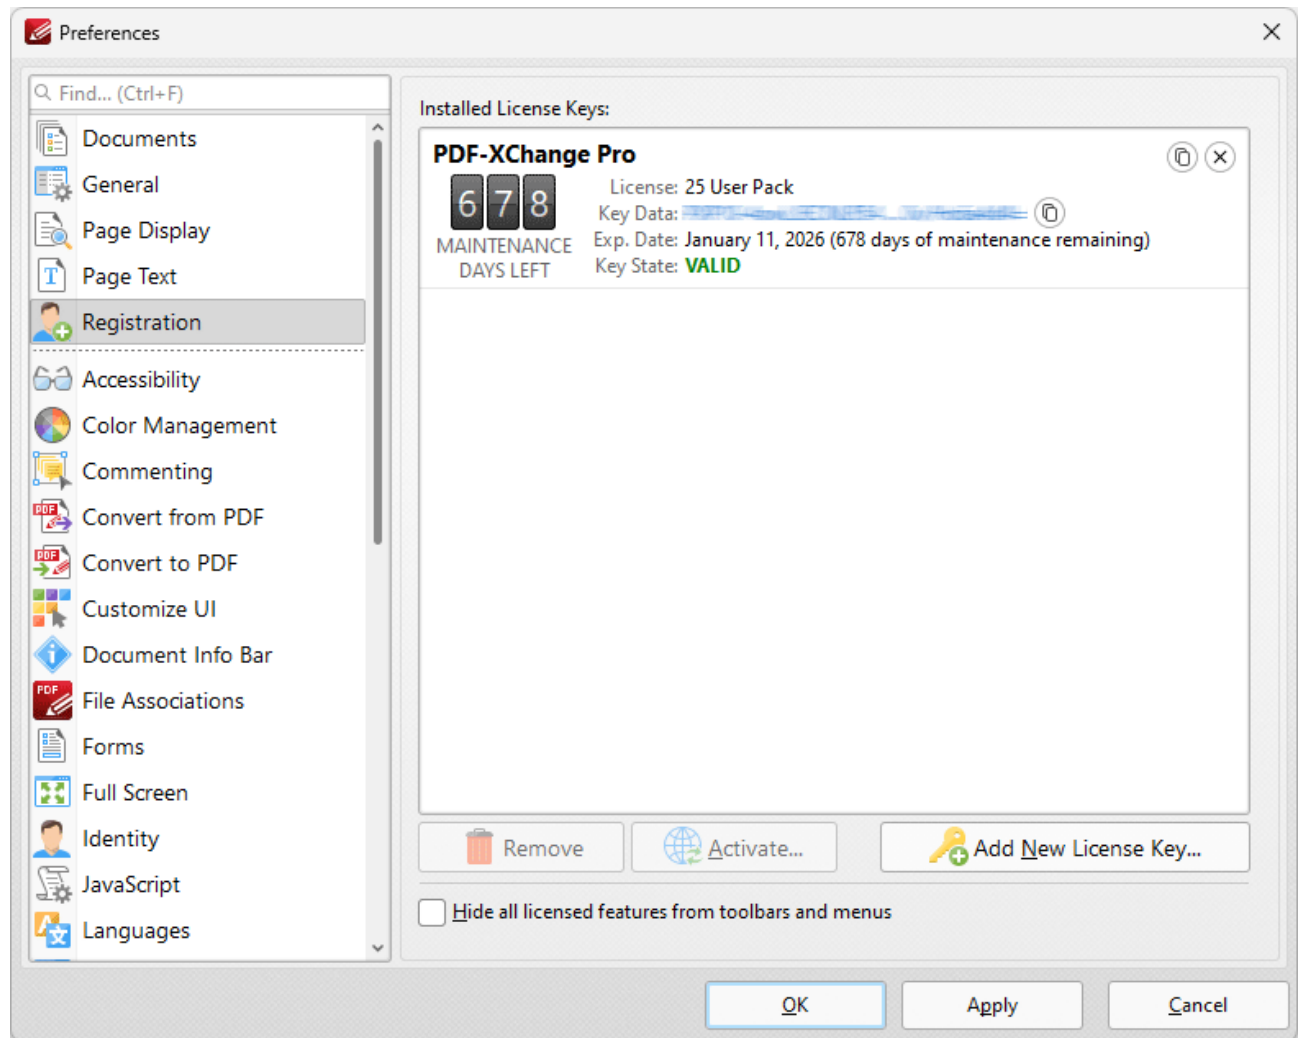 Preferences
Find... (Ctrl+F)
Documents
General
Page Display
Page Text
Registration
Accessibility
Color Management
Commenting
Convert from PDF
Convert to PDF
Customize UI
Document Info Bar
File Associations
Forms
Full Screen
Identity
JavaScript
Languages
Installed License Keys:
PDF-XChange Pro
678
MAINTENANCE
DAYS LEFT
License: 25 User Pack
Key Data:
Exp. Date: January 11, 2026 (678 days of maintenance remaining)
Key State: VALID
Remove
Activate...
Add New License Key...
Hide all licensed features from toolbars and menus
OK
Apply
Cancel